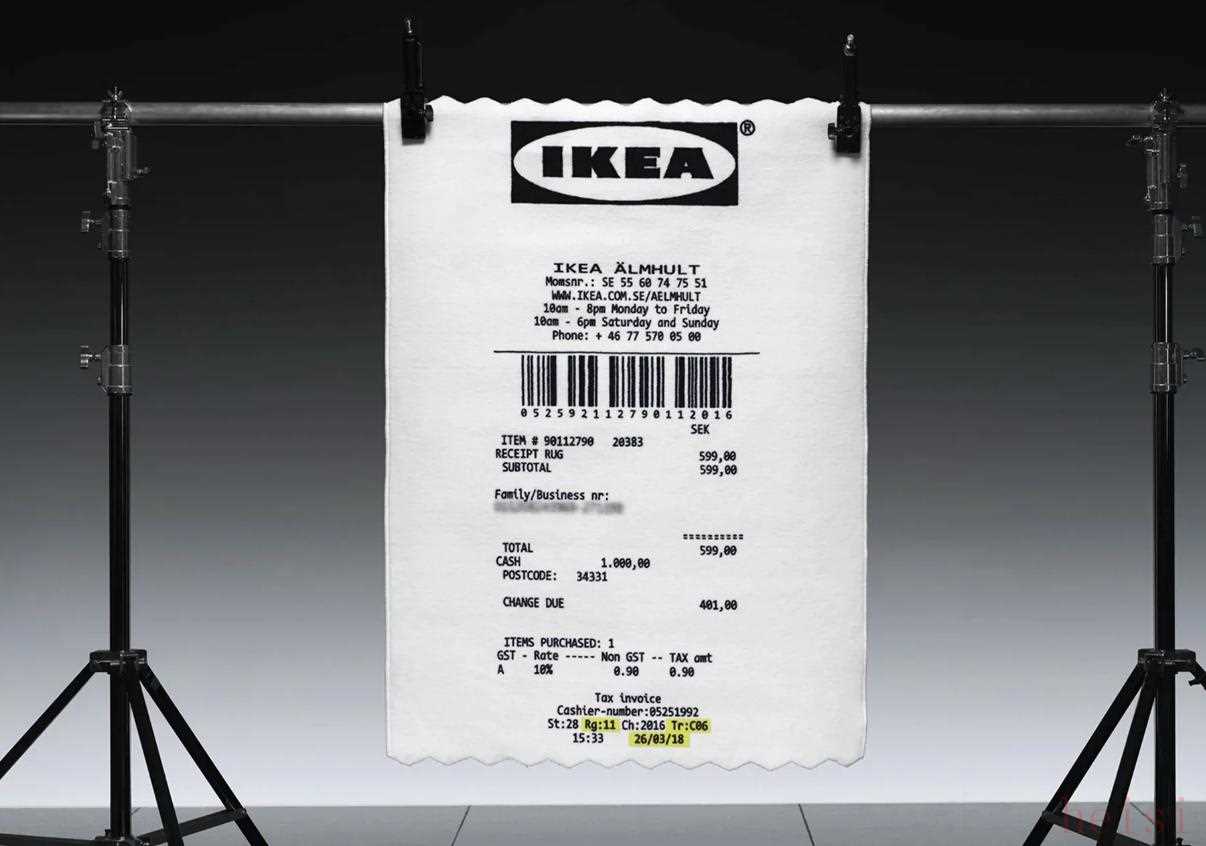 IKEA®
IKEA ÄLMHULT
Momsnr.: SE 55 60 74 75 51
WWW.IKEA.COM.SE/AELMHULT
10am - 8pm Monday to Friday
10am - 6pm Saturday and Sunday
Phone: + 46 77 570 05 00
0525921127901 12016
SEK
ITEM # 90112790 20383
RECEIPT RUG 599,00
SUBTOTAL 599,00
Family/Business nr:
==========
TOTAL 599,00
CASH 1.000,00
POSTCODE: 34331
CHANGE DUE 401,00
ITEMS PURCHASED: 1
GST - Rate ----- Non GST -- TAX amt
A 10% 0.90 0.90
Tax invoice
Cashier-number:05251992
St:28 Rg:11 Ch:2016 Tr:C06
15:33 26/03/18
helsi